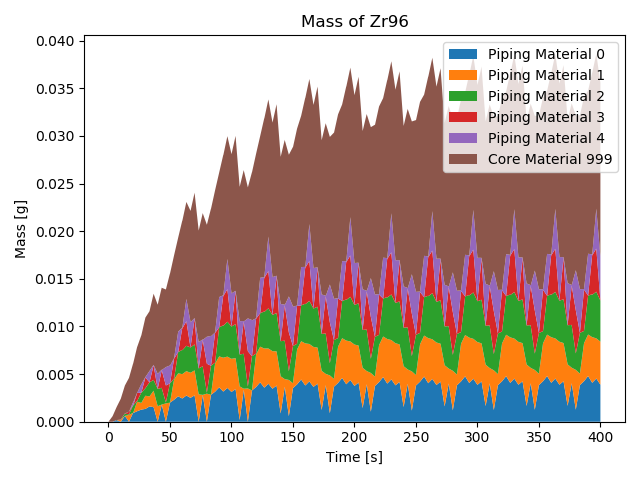 Mass of Zr96
Mass [g]
0.040
0.035
0.030
0.025
0.020
0.015
0.010
0.005
0.000
Piping Material 0
Piping Material 1
Piping Material 2
Piping Material 3
Piping Material 4
Core Material 999
0 50 100 150 200 250 300 350 400
Time [s]